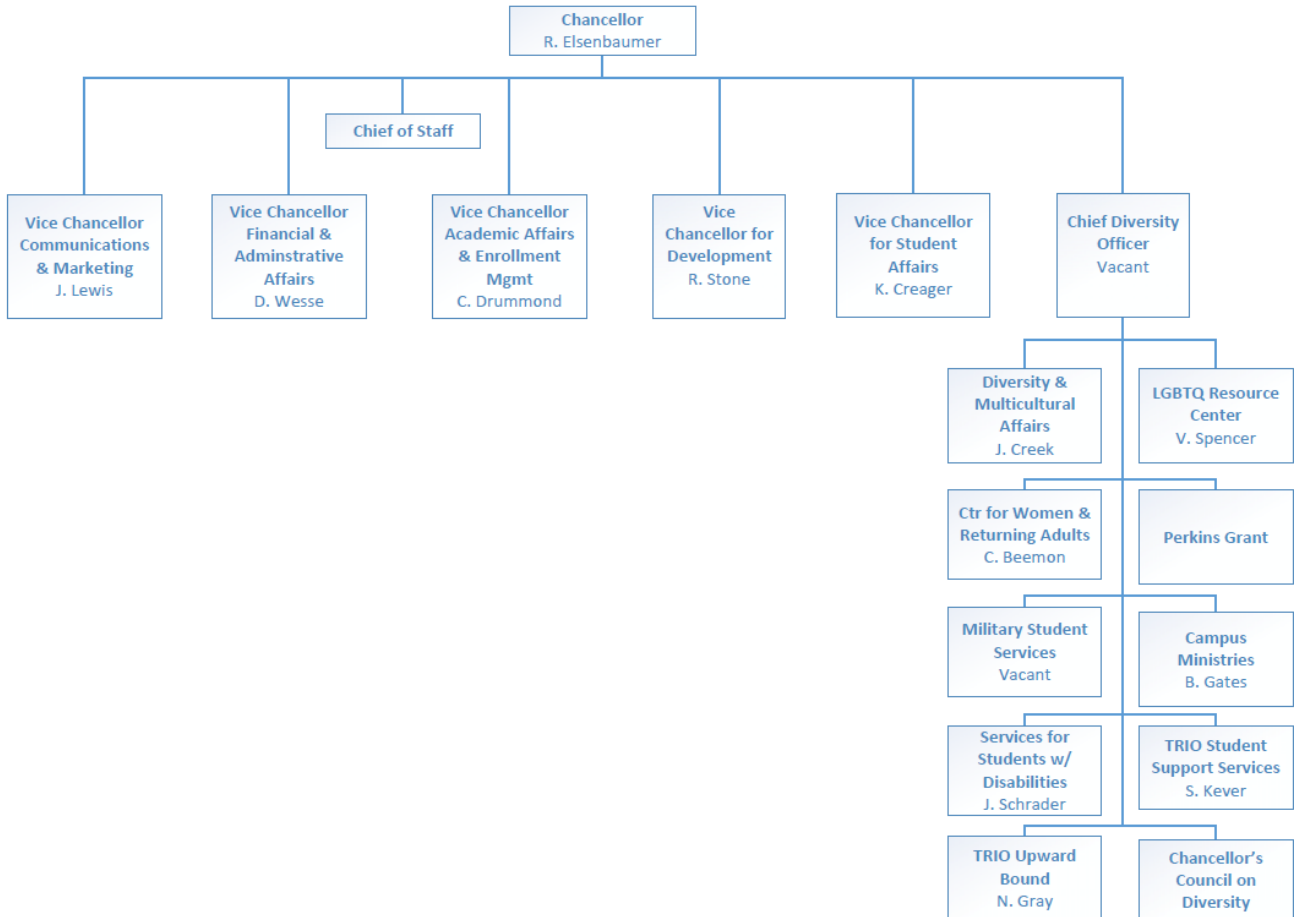 Chancellor
R. Elsenbaumer
Chief of Staff
Vice Chancellor
Communications
& Marketing
J. Lewis
Vice Chancellor
Financial &
Adminstrative
Affairs
D. Wesse
Vice Chancellor
Academic Affairs
& Enrollment
Mgmt
C. Drummond
Vice
Chancellor for
Development
R. Stone
Vice Chancellor
for Student
Affairs
K. Creager
Chief Diversity
Officer
Vacant
Diversity &
Multicultural
Affairs
J. Creek
LGBTQ Resource
Center
V. Spencer
Ctr for Women &
Returning Adults
C. Beemon
Perkins Grant
Military Student
Services
Vacant
Campus
Ministries
B. Gates
Services for
Students w/
Disabilities
J. Schrader
TRIO Student
Support Services
S. Kever
TRIO Upward
Bound
N. Gray
Chancellor’s
Council on
Diversity